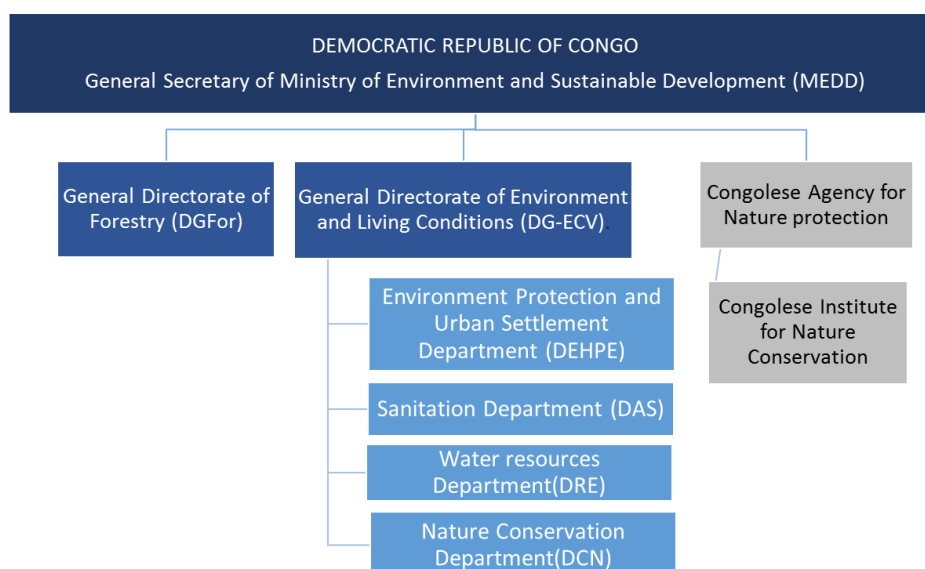 DEMOCRATIC REPUBLIC OF CONGO
General Secretary of Ministry of Environment and Sustainable Development (MEDD)
General Directorate of
Forestry (DGFor)
General Directorate of Environment
and Living Conditions (DG-ECV).
Congolese Agency for
Nature protection
Environment Protection and
Urban Settlement
Department (DEHPE)
Congolese Institute
for Nature
Conservation
Sanitation Department (DAS)
Water resources
Department(DRE)
Nature Conservation
Department(DCN)